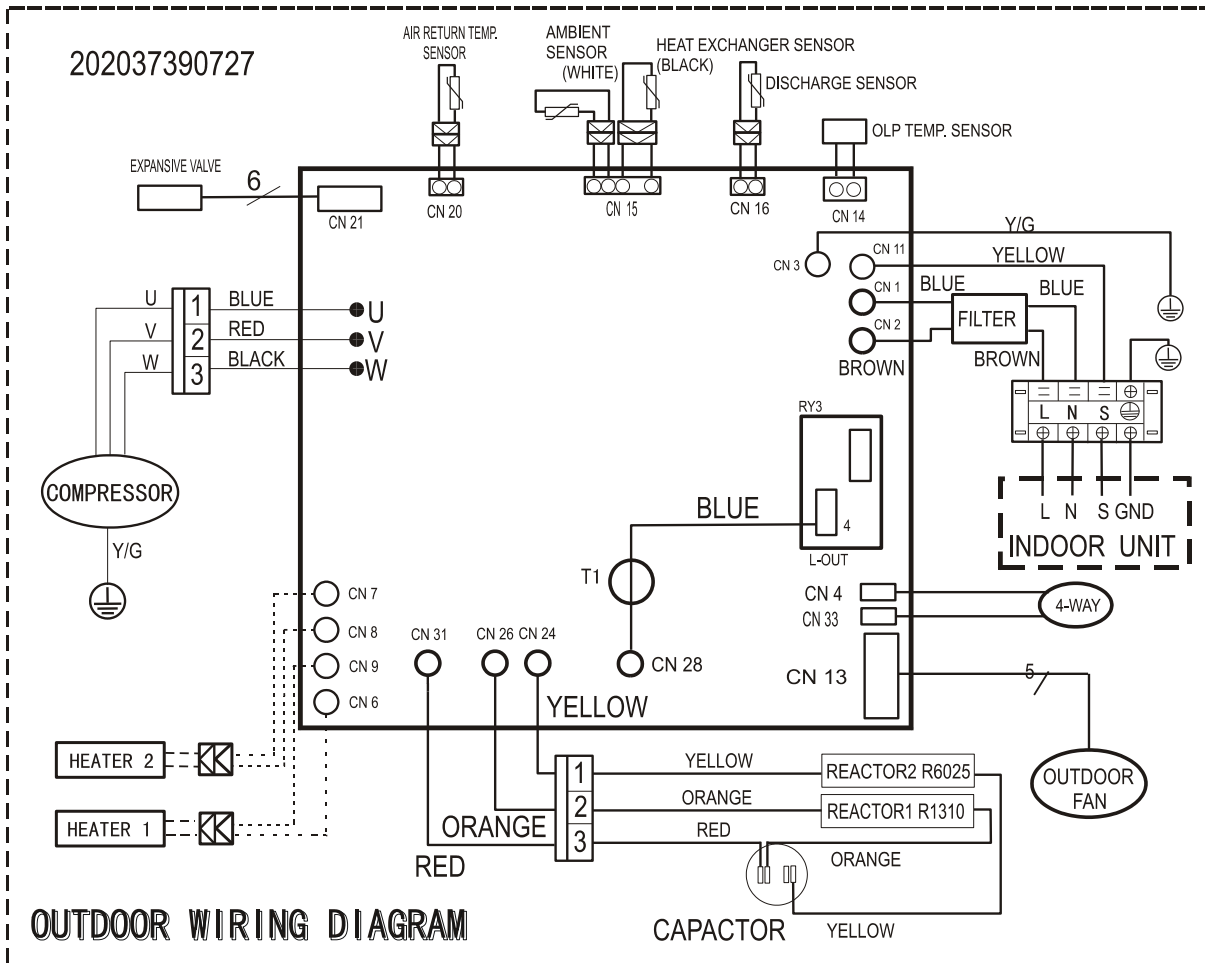 202037390727
AIR RETURN TEMP.
SENSOR
AMBIENT
SENSOR
(WHITE)
HEAT EXCHANGER SENSOR
(BLACK)
DISCHARGE SENSOR
OLP TEMP. SENSOR
EXPANSIVE VALVE
6
CN 21
CN 20
CN 15
CN 16
CN 14
Y/G
CN 3
CN 11
YELLOW
CN 1
BLUE
BLUE
FILTER
CN 2
BROWN
BROWN
U
1
BLUE
U
V
2
RED
V
W
3
BLACK
W
L N S
RY3
COMPRESSOR
BLUE
4
L-OUT
L N S GND
INDOOR UNIT
Y/G
T1
CN 7
CN 8
CN 9
CN 6
CN 31
CN 26
CN 24
CN 28
YELLOW
CN 4
CN 33
4-WAY
CN 13
5
OUTDOOR
FAN
HEATER 2
HEATER 1
1
YELLOW
REACTOR2 R6025
2
ORANGE
REACTOR1 R1310
ORANGE
3
RED
RED
ORANGE
CAPACTOR
YELLOW
OUTDOOR WIRING DIAGRAM